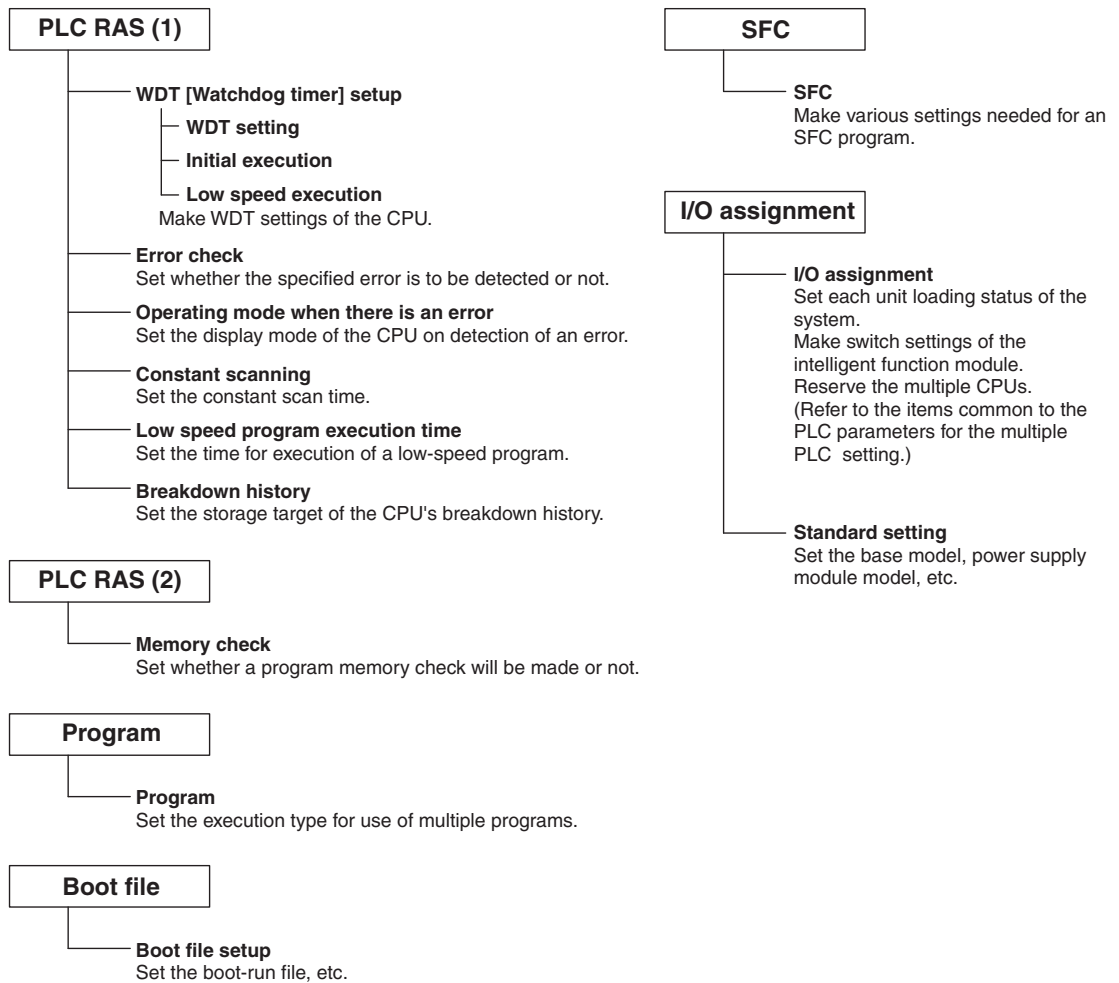 PLC RAS (1)
WDT [Watchdog timer] setup
WDT setting
Initial execution
Low speed execution
Make WDT settings of the CPU.
Error check
Set whether the specified error is to be detected or not.
Operating mode when there is an error
Set the display mode of the CPU on detection of an error.
Constant scanning
Set the constant scan time.
Low speed program execution time
Set the time for execution of a low-speed program.
Breakdown history
Set the storage target of the CPU's breakdown history.
PLC RAS (2)
Memory check
Set whether a program memory check will be made or not.
Program
Program
Set the execution type for use of multiple programs.
Boot file
Boot file setup
Set the boot-run file, etc.
SFC
SFC
Make various settings needed for an
SFC program.
I/O assignment
I/O assignment
Set each unit loading status of the
system.
Make switch settings of the
intelligent function module.
Reserve the multiple CPUs.
(Refer to the items common to the
PLC parameters for the multiple
PLC setting.)
Standard setting
Set the base model, power supply
module model, etc.